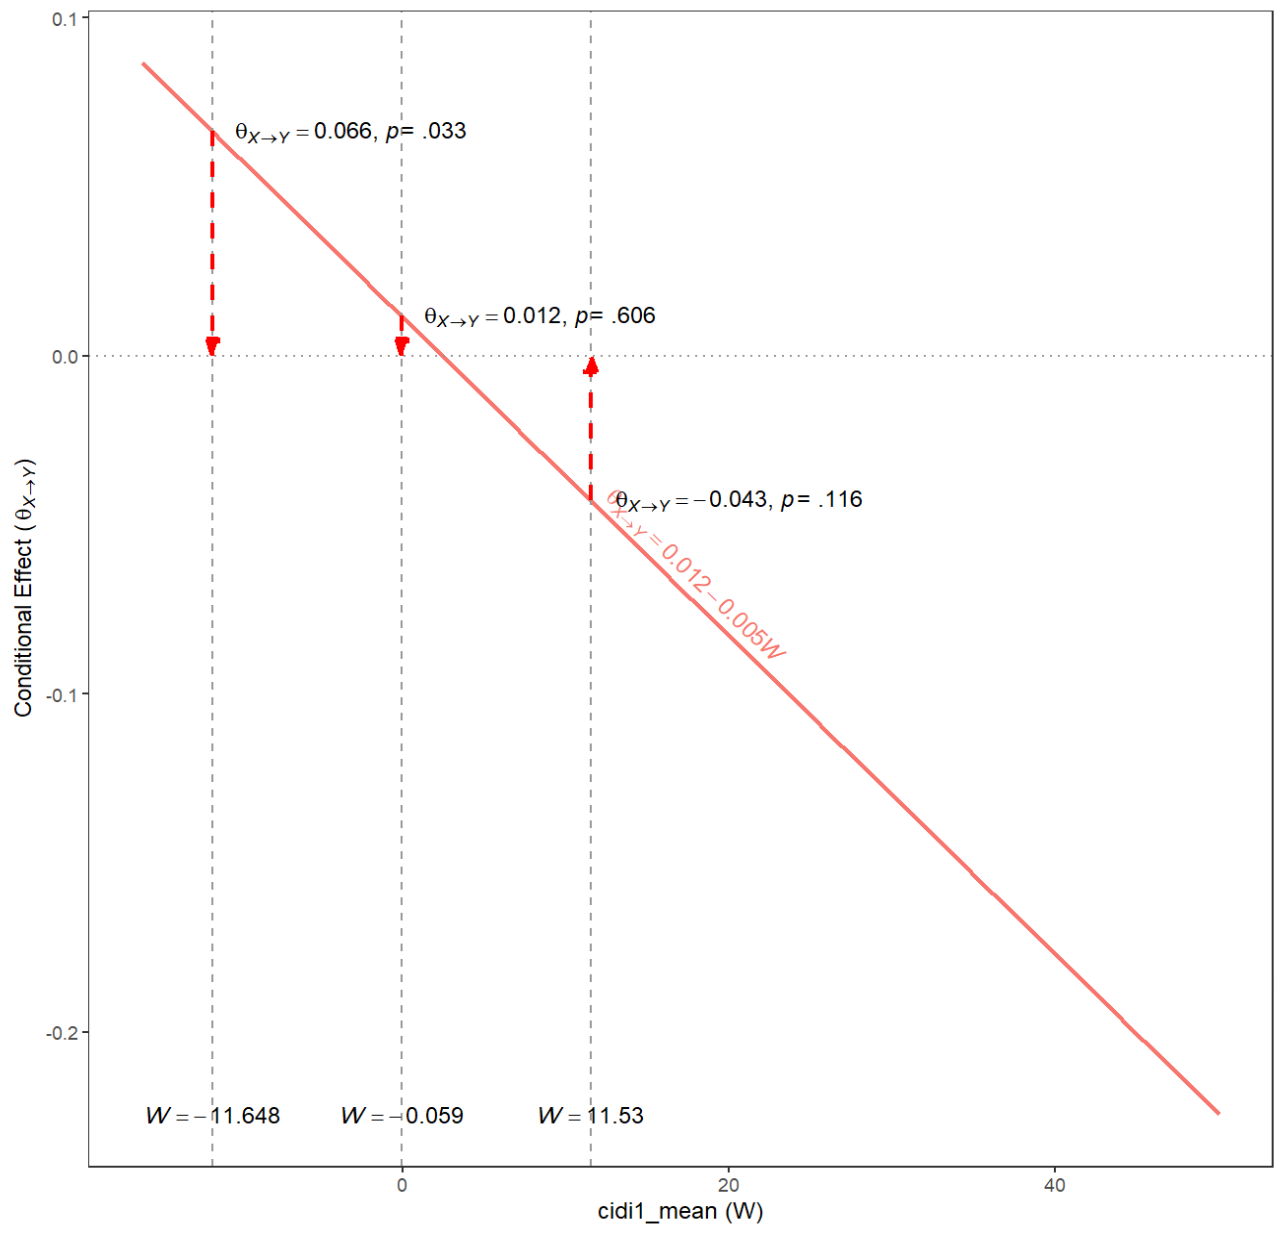 0.1
θX→Y = 0.066, p= .033
θX→Y = 0.012, p= .606
0.0
θX→Y = −0.043, p= .116
θX→Y = 0.012 − 0.005W
Conditional Effect ( θX→Y)
-0.1
-0.2
W = −11.648
W = −0.059
W = 11.53
0
20
40
cidi1_mean (W)